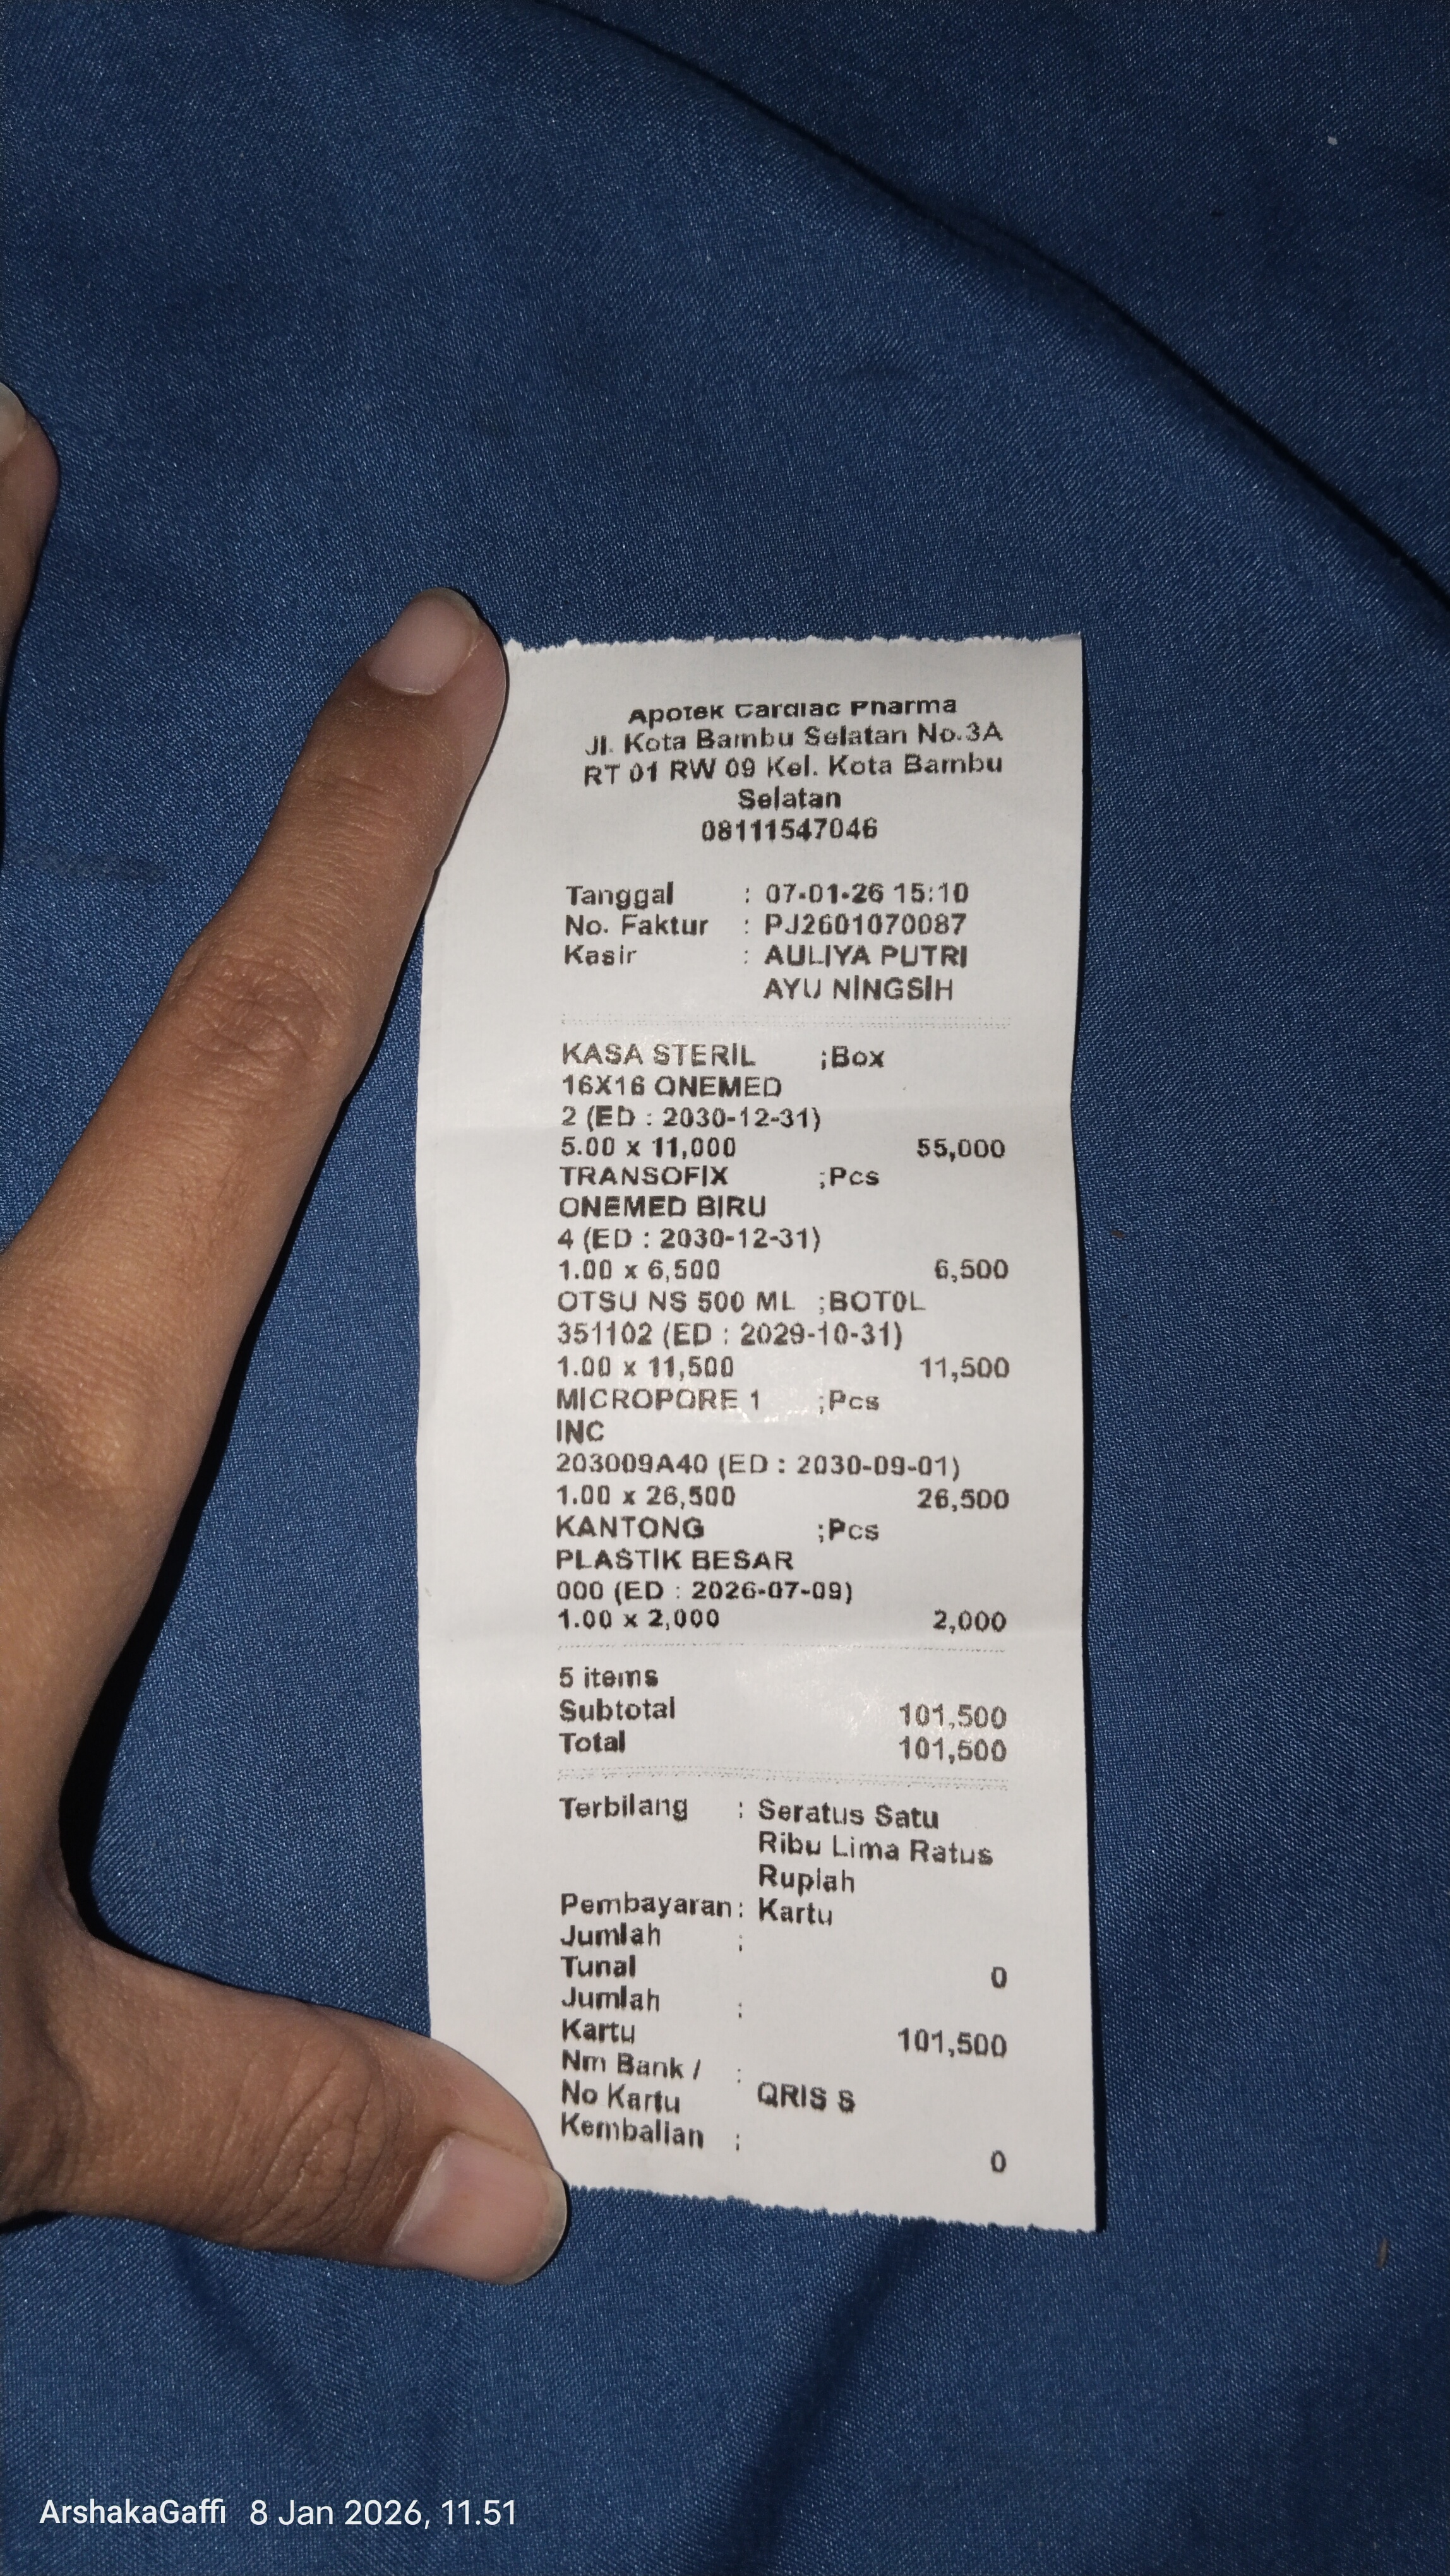 Apotek Cardiac Pharma
Jl. Kota Bambu Selatan No.3A
RT 01 RW 09 Kel. Kota Bambu
Selatan
08111547046
Tanggal : 07-01-26 15:10
No. Faktur : PJ2601070087
Kasir : AULIYA PUTRI
AYU NINGSIH
KASA STERIL ;Box
16X16 ONEMED
2 (ED : 2030-12-31)
5.00 x 11,000 55,000
TRANSOFIX ;Pcs
ONEMED BIRU
4 (ED : 2030-12-31)
1.00 x 6,500 6,500
OTSU NS 500 ML ;BOTOL
351102 (ED : 2029-10-31)
1.00 x 11,500 11,500
MICROPORE 1 ;Pcs
INC
203009A40 (ED : 2030-09-01)
1.00 x 26,500 26,500
KANTONG ;Pcs
PLASTIK BESAR
000 (ED : 2026-07-09)
1.00 x 2,000 2,000
5 items
Subtotal 101,500
Total 101,500
Terbilang : Seratus Satu
Ribu Lima Ratus
Rupiah
Pembayaran : Kartu
Jumlah :
Tunai 0
Jumlah :
Kartu 101,500
Nm Bank / :
No Kartu QRIS S
Kembalian :
0
ArshakaGaffi 8 Jan 2026, 11.51